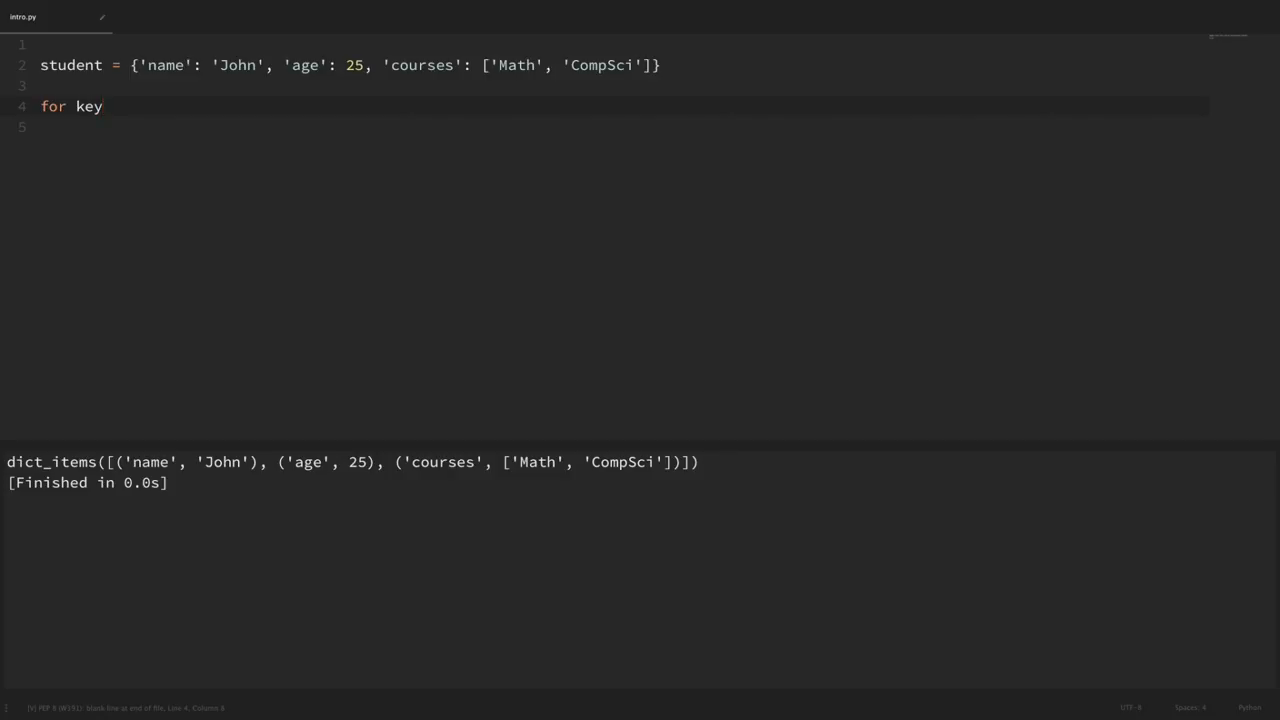 intro.py
1
2 student = {'name': 'John', 'age': 25, 'courses': ['Math', 'CompSci']}
3
4 for key
5
dict_items([('name', 'John'), ('age', 25), ('courses', ['Math', 'CompSci'])])
[Finished in 0.0s]
[V] PEP 8 (W391): blank line at end of file, Line 4, Column 8
UTF-8 Spaces: 4 Python